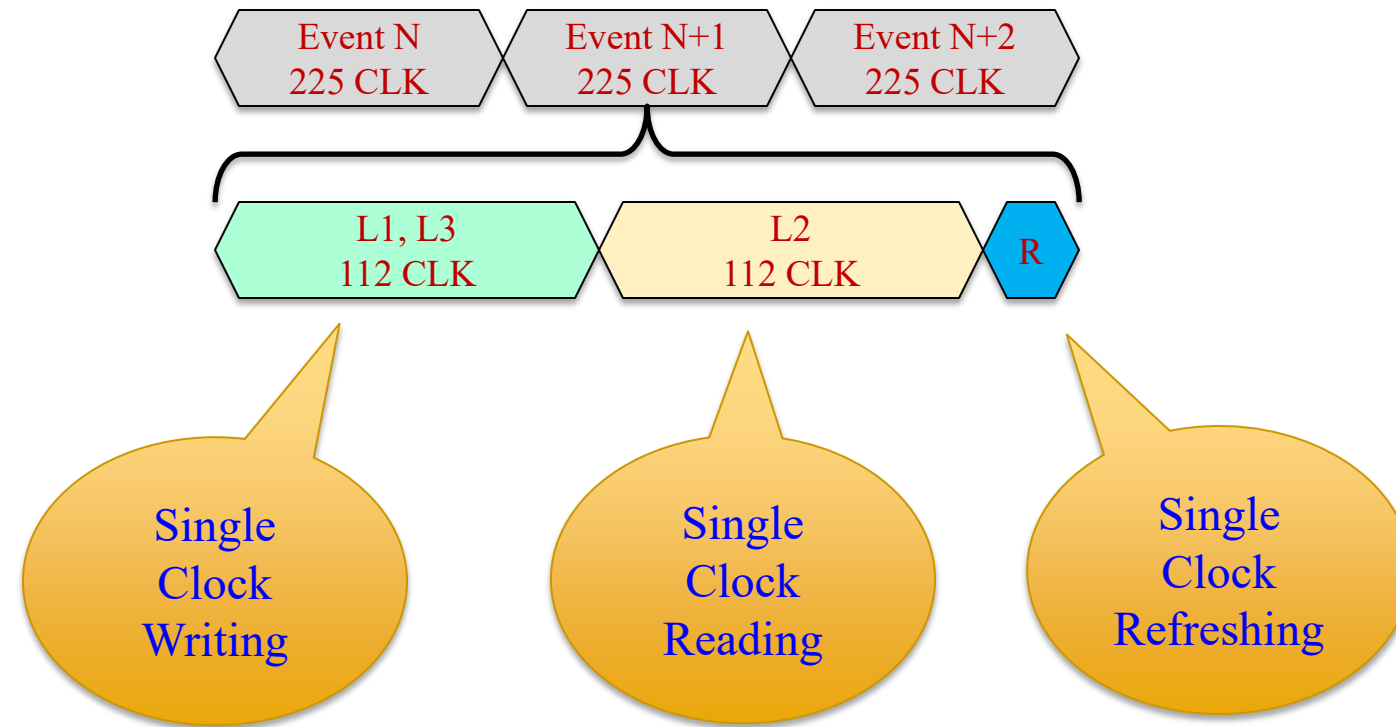 Event N
225 CLK
Event N+1
225 CLK
Event N+2
225 CLK
L1, L3
112 CLK
L2
112 CLK
R
Single
Clock
Writing
Single
Clock
Reading
Single
Clock
Refreshing